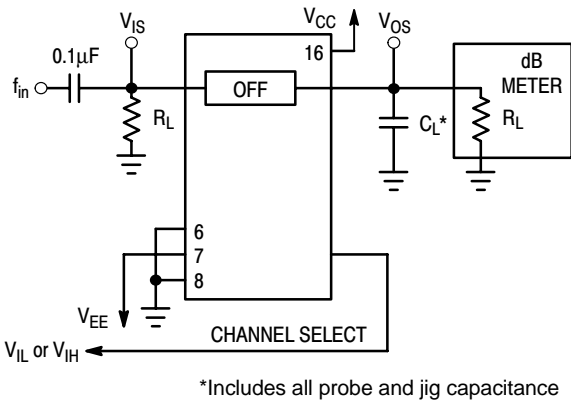 V_IS
V_CC
V_OS
16
0.1μF
dB
METER
f_in
OFF
R_L
C_L*
R_L
6
7
8
V_EE
CHANNEL SELECT
V_IL or V_IH
*Includes all probe and jig capacitance